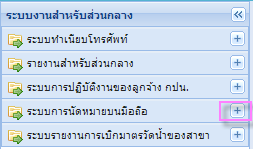 ระบบงานสำหรับส่วนกลาง
ระบบทำเนียบโทรศัพท์
รายงานสำหรับส่วนกลาง
ระบบการปฏิบัติงานของลูกจ้าง กปน.
ระบบการนัดหมายบนมือถือ
ระบบรายงานการเบิกมาตรวัดน้ำของสาขา